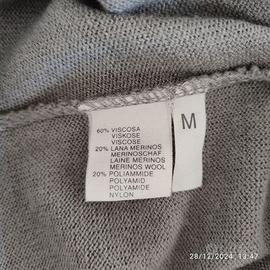 60% VISCOSA
VISKOSE
VISCOSE
20% LANA MERINOS
MERINOSCHAF
LAINE MERINOS
MERINOS WOOL
20% POLIAMMIDE
POLYAMID
POLYAMIDE
NYLON
M
28/12/2024 13:47